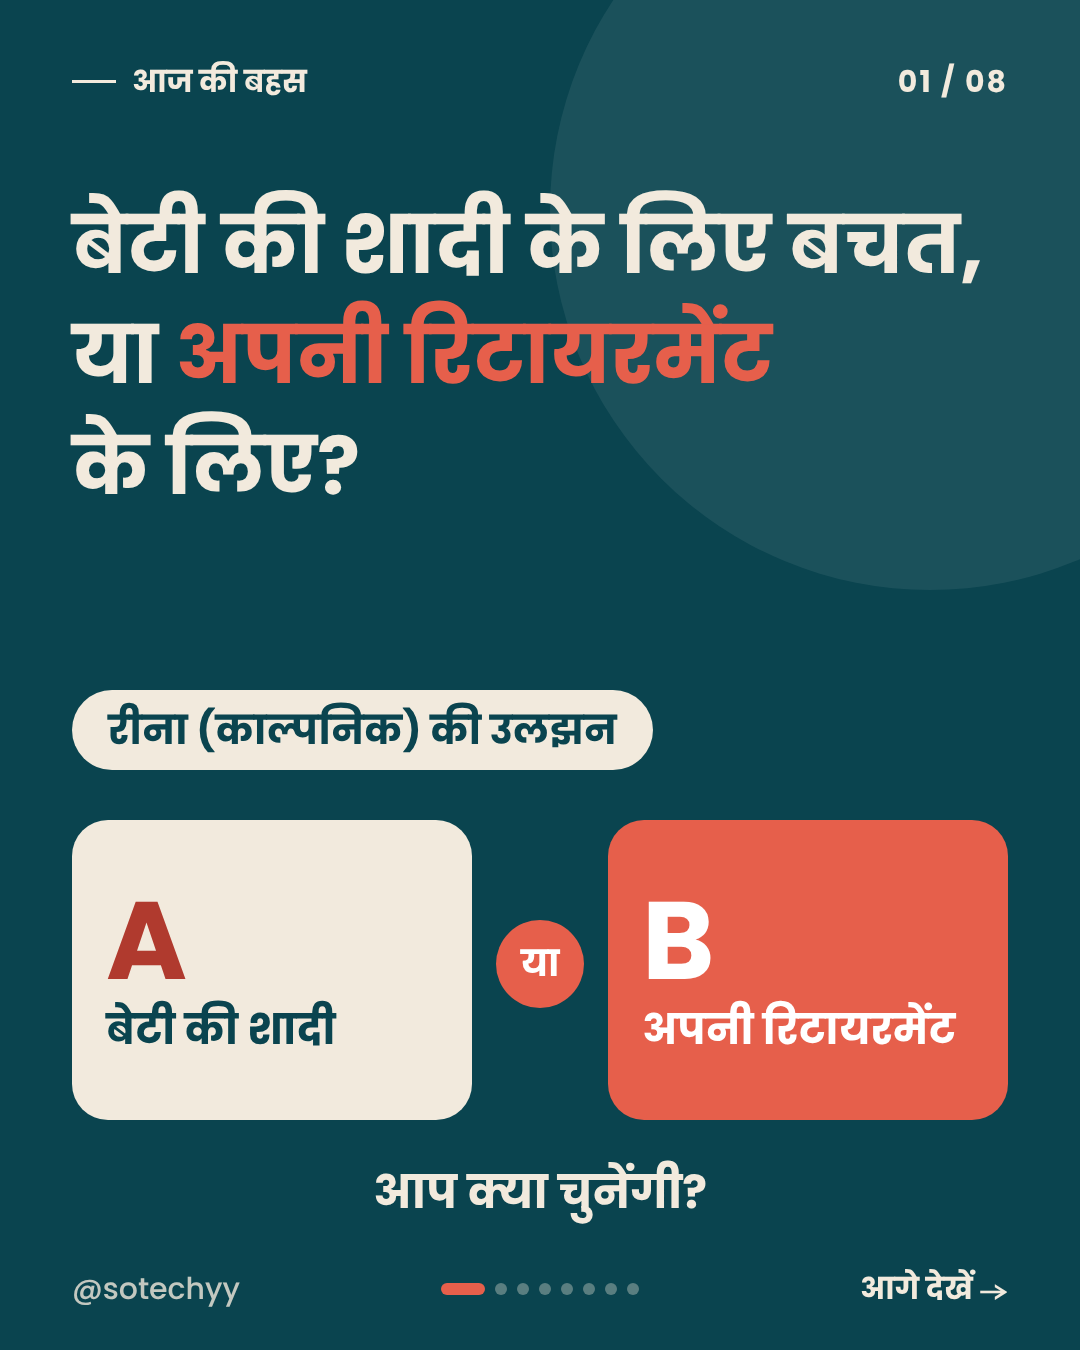 आज की बहस
01 / 08
बेटी की शादी के लिए बचत,
या अपनी रिटायरमेंट
के लिए?
रीना (काल्पनिक) की उलझन
A
बेटी की शादी
या
B
अपनी रिटायरमेंट
आप क्या चुनेंगी?
@sotechyy
आगे देखें →